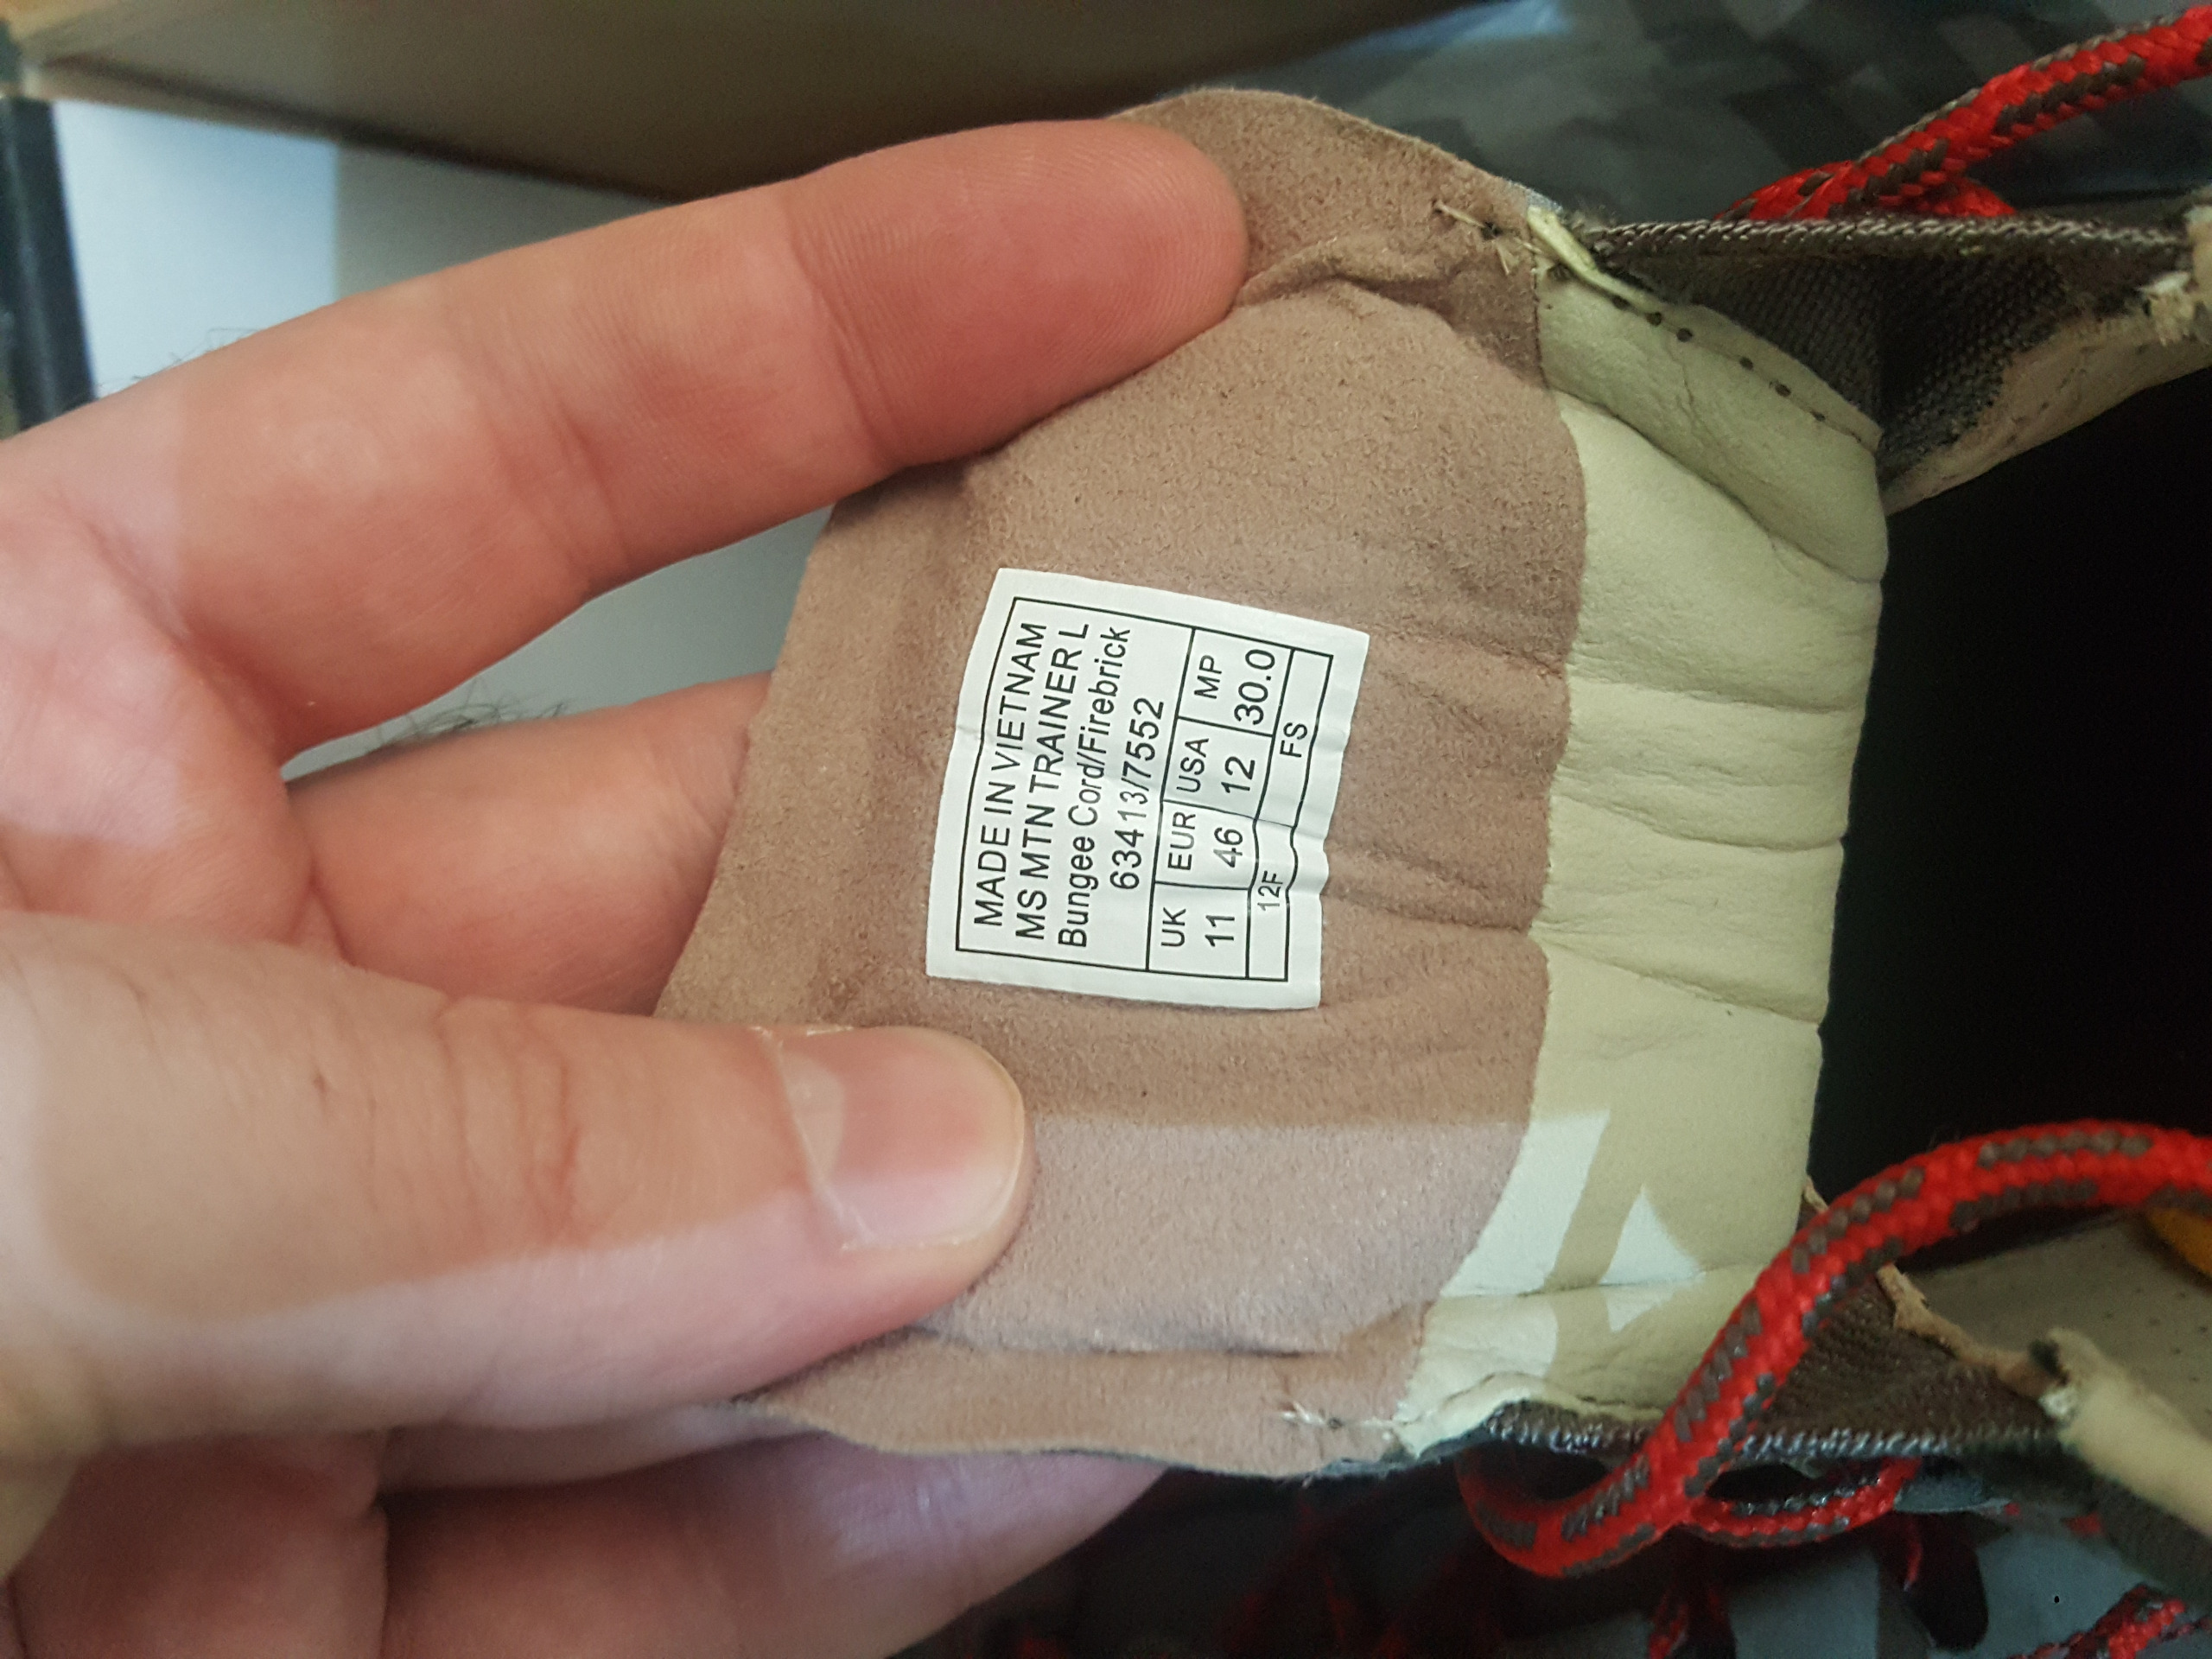 MADE IN VIETNAM
MS MTN TRAINER L
Bungee Cord/Firebrick
63413/7552
UK EUR USA MP
11 46 12 30.0
12F FS